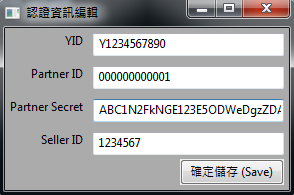 認證資訊編輯
YID Y1234567890
Partner ID 000000000001
Partner Secret ABC1N2FkNGE123E5ODWeDgzZDA
Seller ID 1234567
確定儲存 (Save)